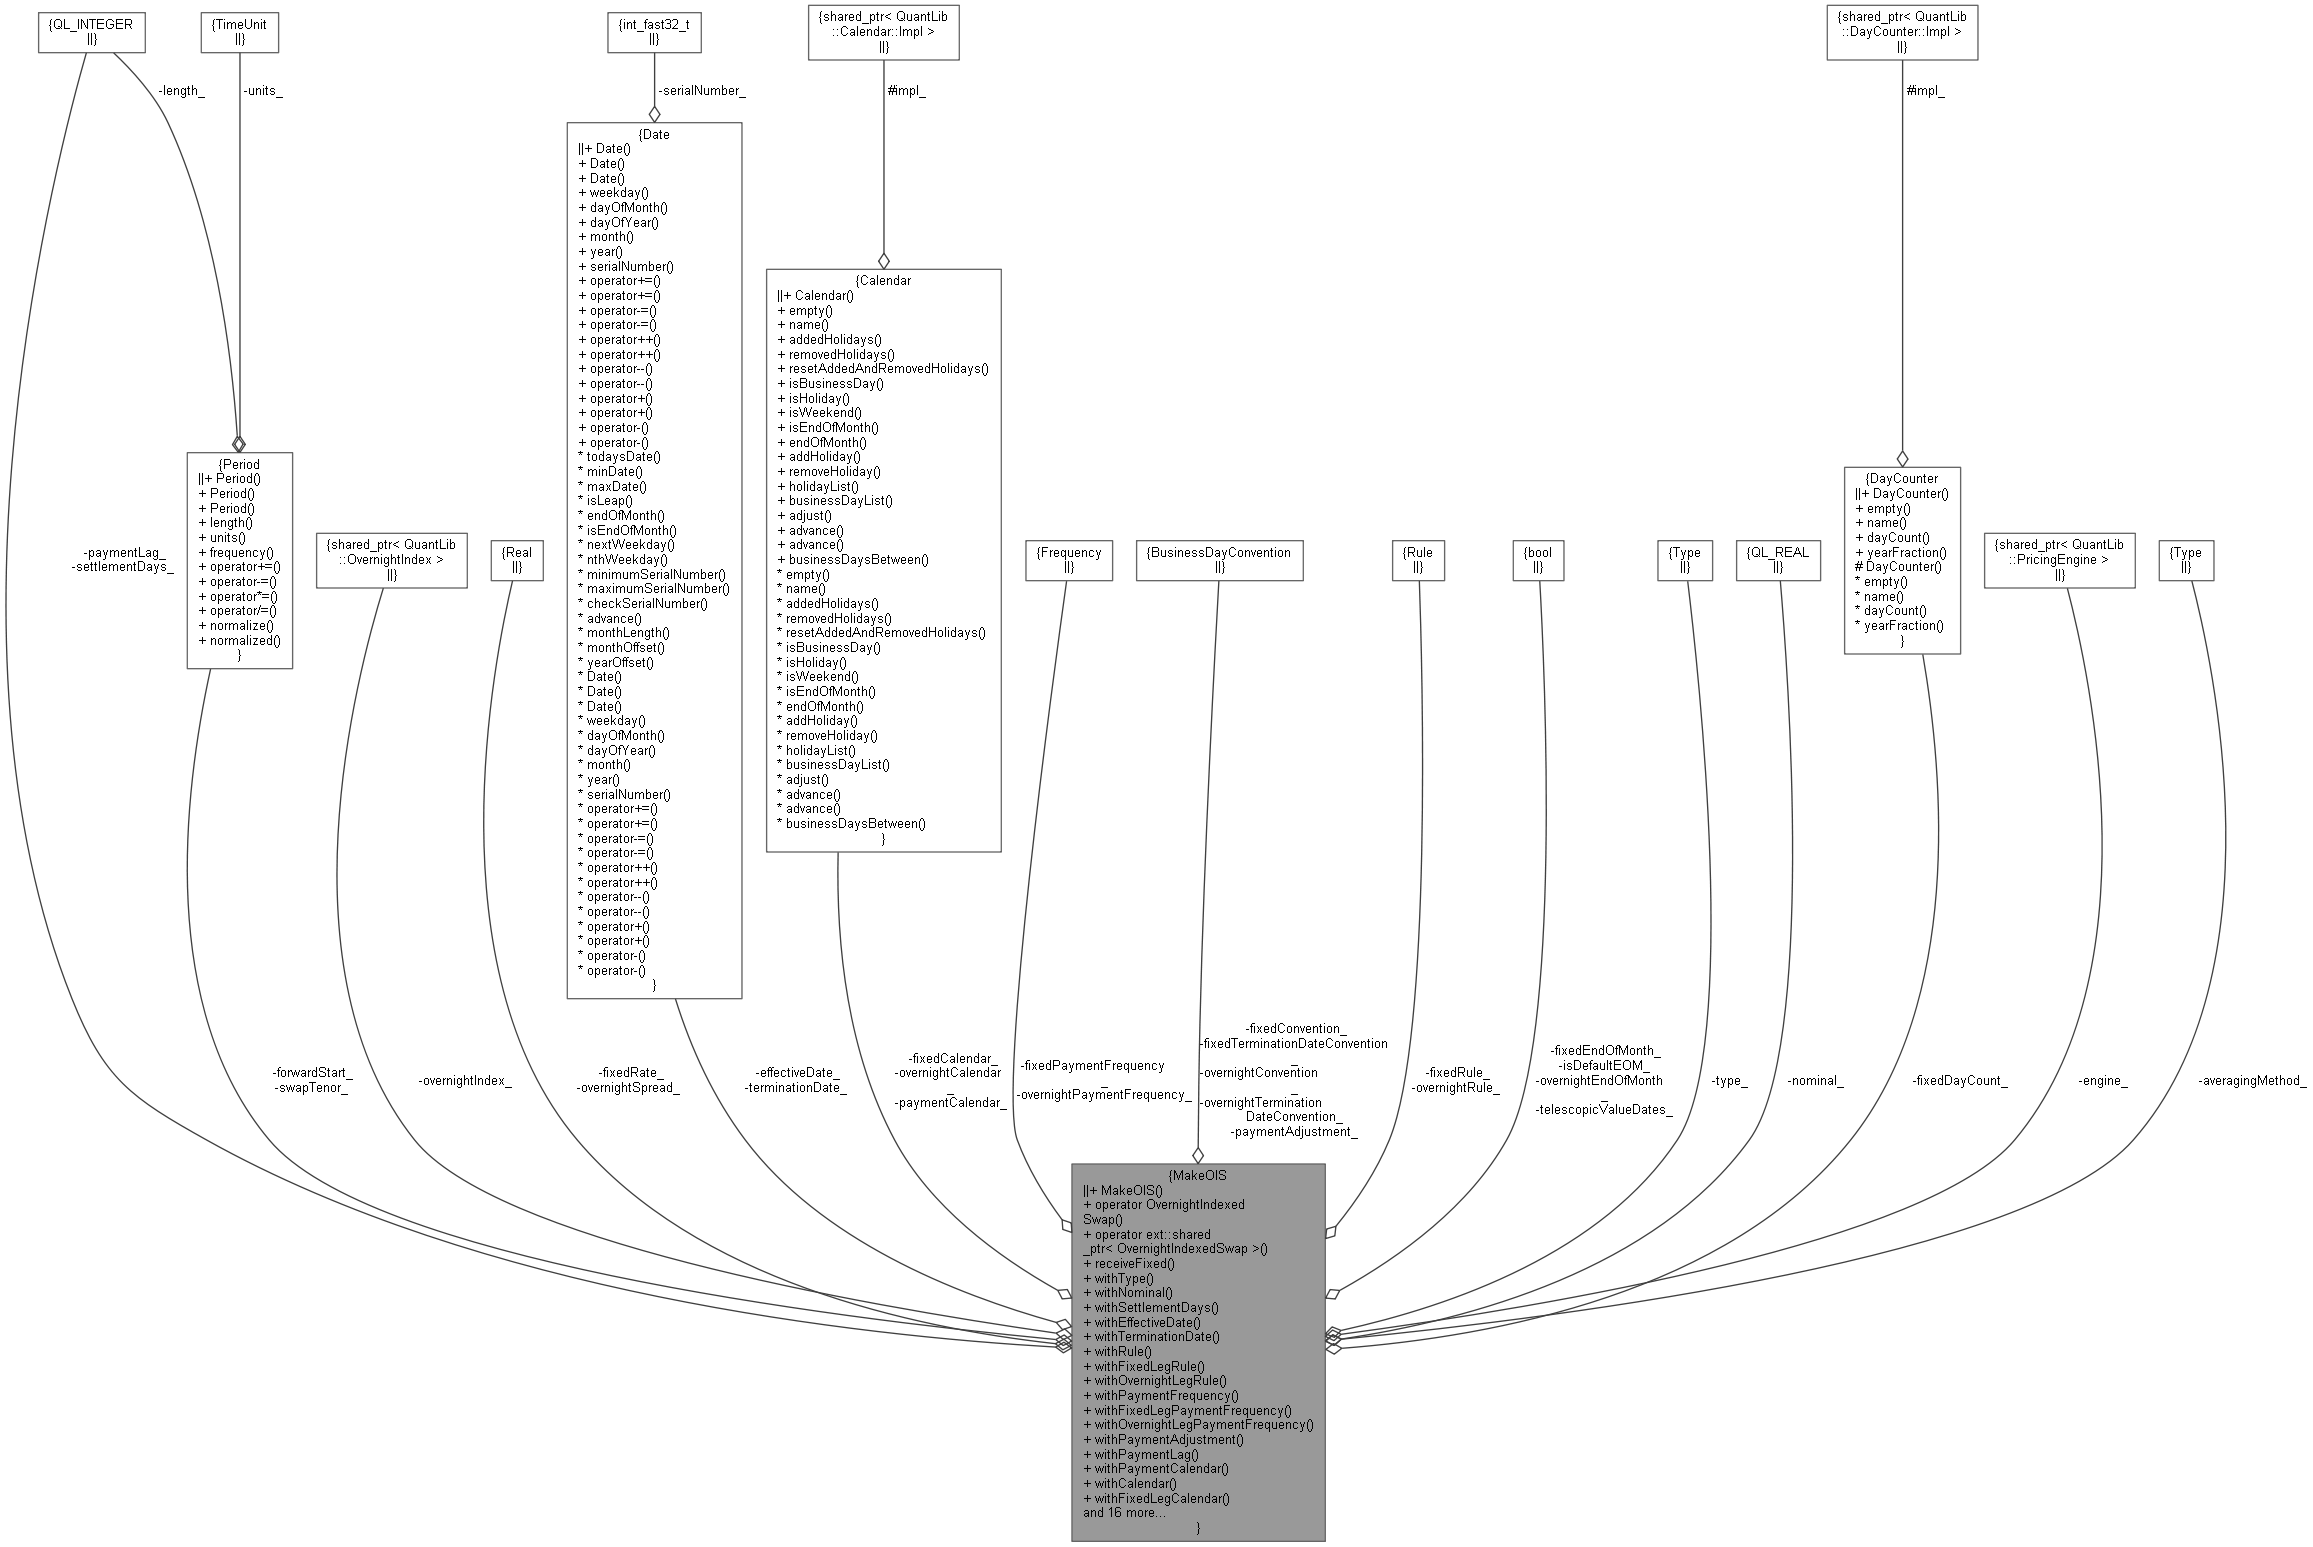 {QL_INTEGER
||}
{TimeUnit
||}
{int_fast32_t
||}
{shared_ptr< QuantLib
::Calendar::Impl >
||}
{shared_ptr< QuantLib
::DayCounter::Impl >
||}
-length_
-units_
-serialNumber_
#impl_
#impl_
{Date
||+ Date()
+ Date()
+ Date()
+ weekday()
+ dayOfMonth()
+ dayOfYear()
+ month()
+ year()
+ serialNumber()
+ operator+=()
+ operator+=()
+ operator-=()
+ operator-=()
+ operator++()
+ operator++()
+ operator--()
+ operator--()
+ operator+()
+ operator+()
+ operator-()
+ operator-()
* todaysDate()
* minDate()
* maxDate()
* isLeap()
* endOfMonth()
* isEndOfMonth()
* nextWeekday()
* nthWeekday()
* minimumSerialNumber()
* maximumSerialNumber()
* checkSerialNumber()
* advance()
* monthLength()
* monthOffset()
* yearOffset()
* Date()
* Date()
* Date()
* weekday()
* dayOfMonth()
* dayOfYear()
* month()
* year()
* serialNumber()
* operator+=()
* operator+=()
* operator-=()
* operator-=()
* operator++()
* operator++()
* operator--()
* operator--()
* operator+()
* operator+()
* operator-()
* operator-()
}
{Calendar
||+ Calendar()
+ empty()
+ name()
+ addedHolidays()
+ removedHolidays()
+ resetAddedAndRemovedHolidays()
+ isBusinessDay()
+ isHoliday()
+ isWeekend()
+ isEndOfMonth()
+ endOfMonth()
+ addHoliday()
+ removeHoliday()
+ holidayList()
+ businessDayList()
+ adjust()
+ advance()
+ advance()
+ businessDaysBetween()
* empty()
* name()
* addedHolidays()
* removedHolidays()
* resetAddedAndRemovedHolidays()
* isBusinessDay()
* isHoliday()
* isWeekend()
* isEndOfMonth()
* endOfMonth()
* addHoliday()
* removeHoliday()
* holidayList()
* businessDayList()
* adjust()
* advance()
* advance()
* businessDaysBetween()
}
{Period
||+ Period()
+ Period()
+ Period()
+ length()
+ units()
+ frequency()
+ operator+=()
+ operator-=()
+ operator*=()
+ operator/=()
+ normalize()
+ normalized()
}
-paymentLag_
-settlementDays_
{shared_ptr< QuantLib
::OvernightIndex >
||}
{Real
||}
{Frequency
||}
{BusinessDayConvention
||}
{Rule
||}
{bool
||}
{Type
||}
{QL_REAL
||}
{DayCounter
||+ DayCounter()
+ empty()
+ name()
+ dayCount()
+ yearFraction()
# DayCounter()
* empty()
* name()
* dayCount()
* yearFraction()
}
{shared_ptr< QuantLib
::PricingEngine >
||}
{Type
||}
-forwardStart_
-swapTenor_
-overnightIndex_
-fixedRate_
-overnightSpread_
-effectiveDate_
-terminationDate_
-fixedCalendar_
-overnightCalendar
_
-paymentCalendar_
-fixedPaymentFrequency
_
-overnightPaymentFrequency_
-fixedConvention_
-fixedTerminationDateConvention
_
-overnightConvention
_
-overnightTermination
DateConvention_
-paymentAdjustment_
-fixedRule_
-overnightRule_
-fixedEndOfMonth_
-isDefaultEOM_
-overnightEndOfMonth
_
-telescopicValueDates_
-type_
-nominal_
-fixedDayCount_
-engine_
-averagingMethod_
{MakeOIS
||+ MakeOIS()
+ operator OvernightIndexed
Swap()
+ operator ext::shared
_ptr< OvernightIndexedSwap >()
+ receiveFixed()
+ withType()
+ withNominal()
+ withSettlementDays()
+ withEffectiveDate()
+ withTerminationDate()
+ withRule()
+ withFixedLegRule()
+ withOvernightLegRule()
+ withPaymentFrequency()
+ withFixedLegPaymentFrequency()
+ withOvernightLegPaymentFrequency()
+ withPaymentAdjustment()
+ withPaymentLag()
+ withPaymentCalendar()
+ withCalendar()
+ withFixedLegCalendar()
and 16 more...
}